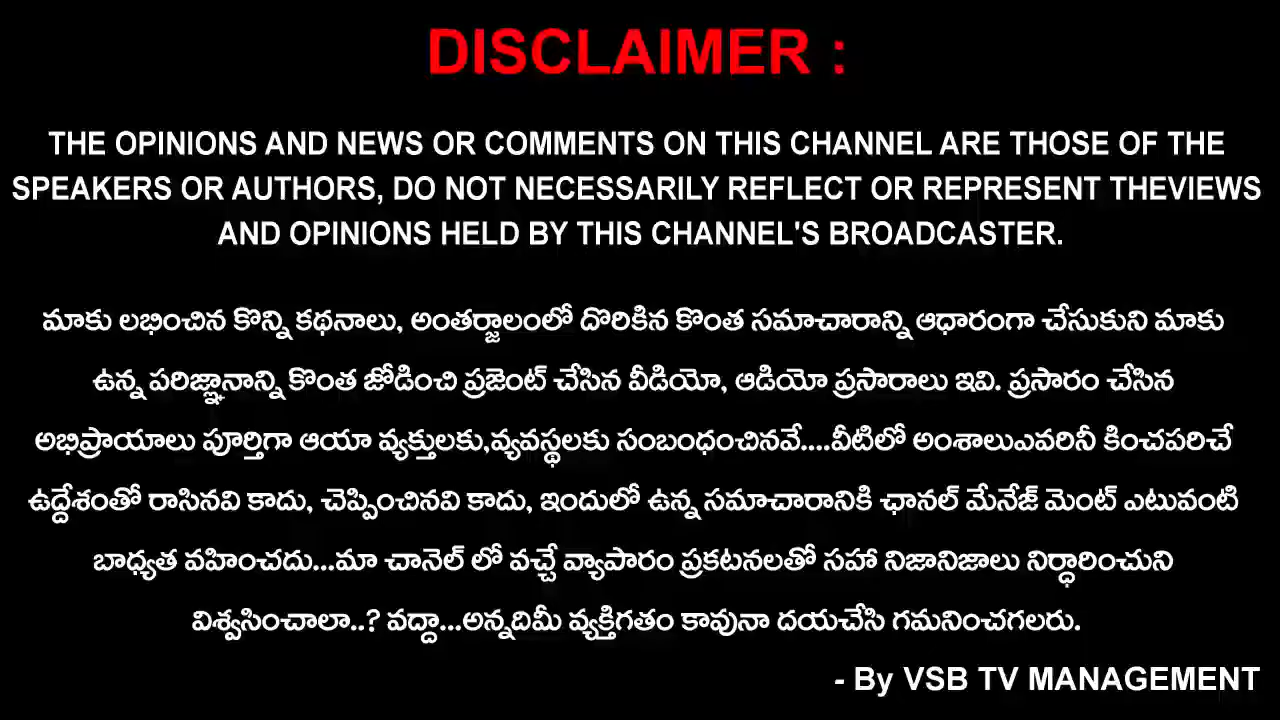 DISCLAIMER :
THE OPINIONS AND NEWS OR COMMENTS ON THIS CHANNEL ARE THOSE OF THE
SPEAKERS OR AUTHORS, DO NOT NECESSARILY REFLECT OR REPRESENT THEVIEWS
AND OPINIONS HELD BY THIS CHANNEL'S BROADCASTER.
మాకు లభించిన కొన్ని కథనాలు, అంతర్జాలంలో దొరికిన కొంత సమాచారాన్ని ఆధారంగా చేసుకుని మాకు
ఉన్న పరిజ్ఞానాన్ని కొంత జోడించి ప్రజెంట్ చేసిన వీడియో, ఆడియో ప్రసారాలు ఇవి. ప్రసారం చేసిన
అభిప్రాయాలు పూర్తిగా ఆయా వ్యక్తులకు,వ్యవస్థలకు సంబంధంచినవే....వీటిలో అంశాలుఎవరినీ కించపరిచే
ఉద్దేశంతో రాసినవి కాదు, చెప్పించినవి కాదు, ఇందులో ఉన్న సమాచారానికి ఛానల్ మేనేజ్ మెంట్ ఎటువంటి
బాధ్యత వహించదు...మా చానెల్ లో వచ్చే వ్యాపారం ప్రకటనలతో సహా నిజానిజాలు నిర్ధారించుని
విశ్వసించాలా..? వద్దా...అన్నదిమీ వ్యక్తిగతం కావునా దయచేసి గమనించగలరు.
- By VSB TV MANAGEMENT